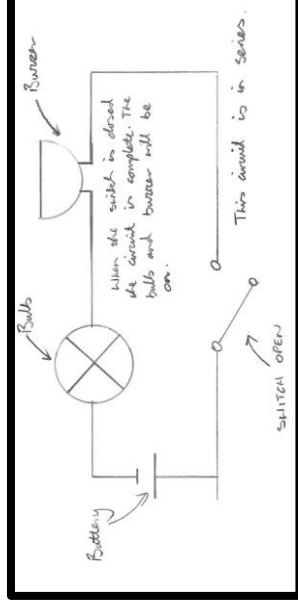 Buzzer
Bulb
Battery
When the switch is closed
the circuit is complete. The
bulb and buzzer will be
on.
SWITCH OPEN
This circuit is in series.